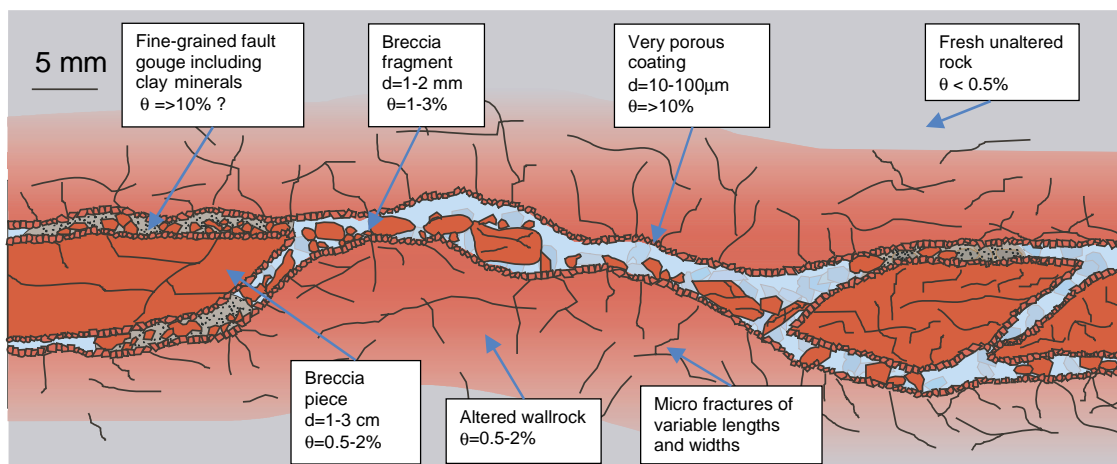 5 mm
Fine-grained fault
gouge including
clay minerals
θ =>10% ?
Breccia
fragment
d=1-2 mm
θ=1-3%
Very porous
coating
d=10-100μm
θ=>10%
Fresh unaltered
rock
θ < 0.5%
Breccia
piece
d=1-3 cm
θ=0.5-2%
Altered wallrock
θ=0.5-2%
Micro fractures of
variable lengths
and widths